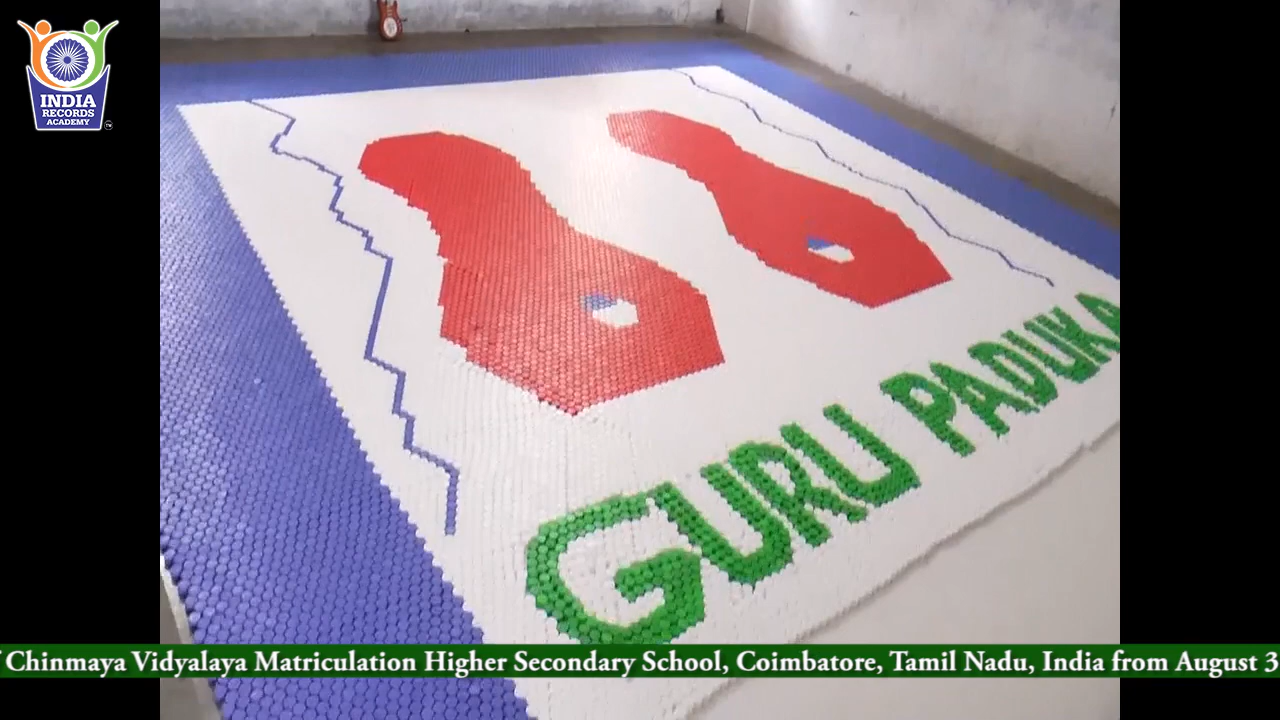 INDIA
RECORDS
ACADEMY
GURU PADUKA
Chinmaya Vidyalaya Matriculation Higher Secondary School, Coimbatore, Tamil Nadu, India from August 3